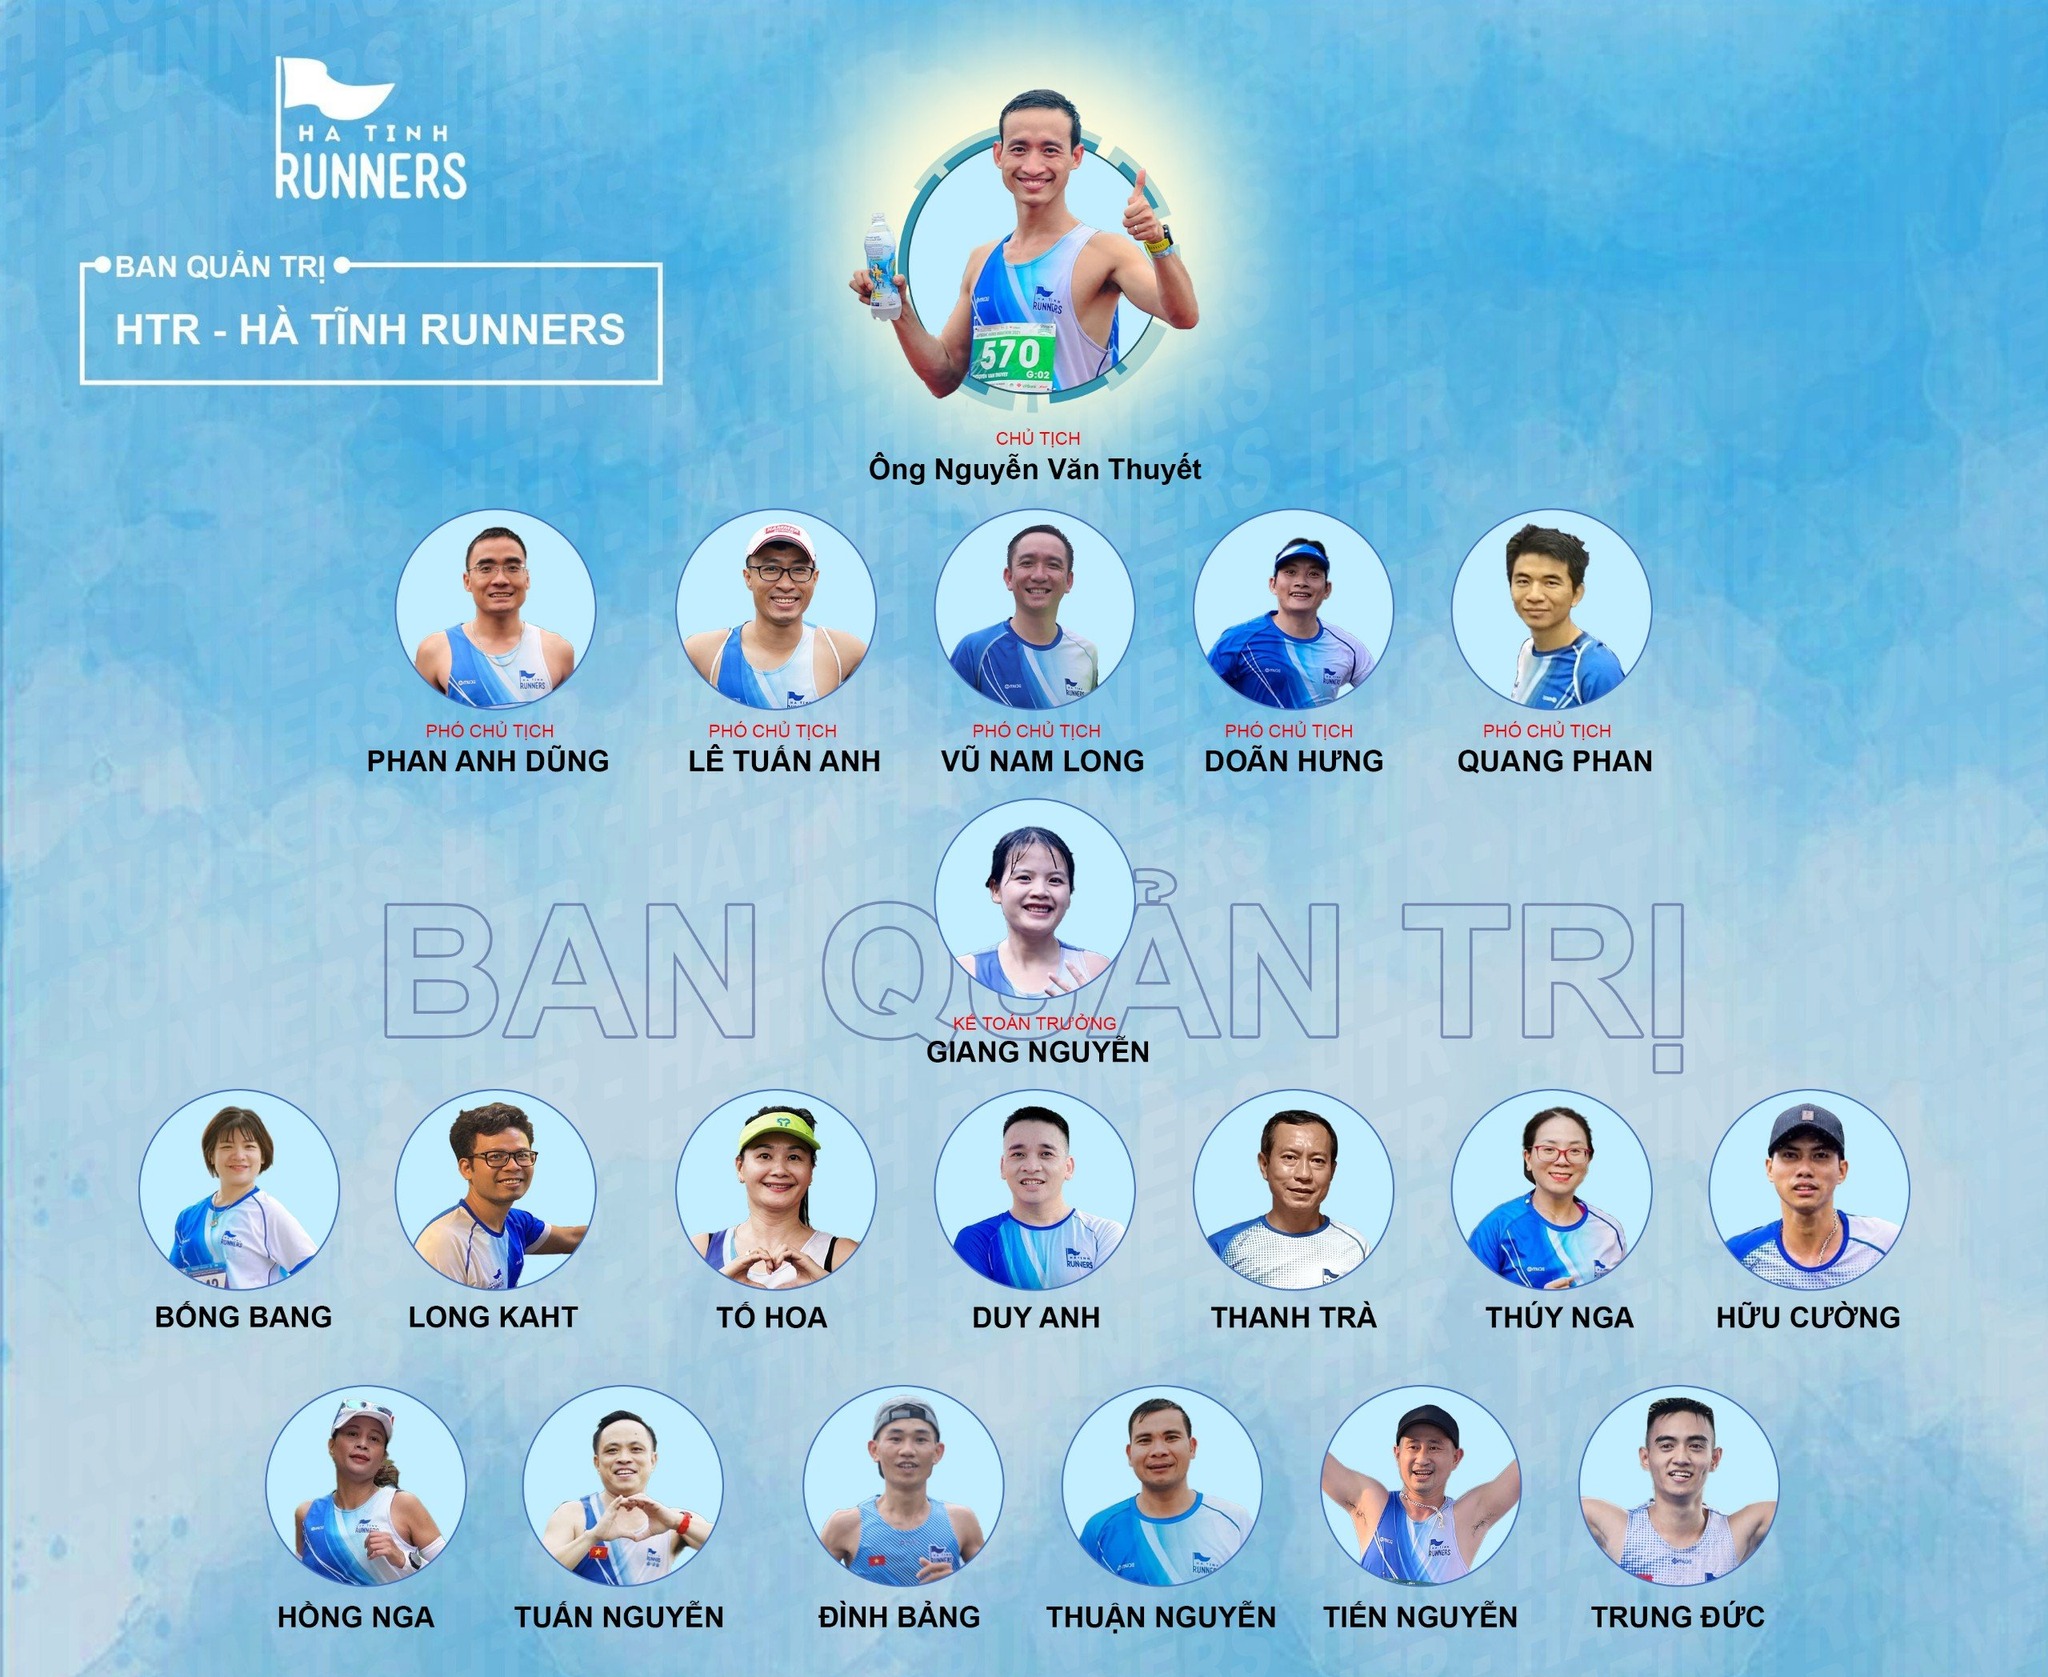 HA TINH
RUNNERS
BAN QUẢN TRỊ
HTR - HÀ TĨNH RUNNERS
HA TINH
RUNNERS
570
G:02
CHỦ TỊCH
Ông Nguyễn Văn Thuyết
PHÓ CHỦ TỊCH
PHAN ANH DŨNG
PHÓ CHỦ TỊCH
LÊ TUẤN ANH
PHÓ CHỦ TỊCH
VŨ NAM LONG
PHÓ CHỦ TỊCH
DOÃN HƯNG
PHÓ CHỦ TỊCH
QUANG PHAN
BAN QUẢN TRỊ
KẾ TOÁN TRƯỞNG
GIANG NGUYỄN
BỐNG BANG
LONG KAHT
TỐ HOA
DUY ANH
THANH TRÀ
THÚY NGA
HỮU CƯỜNG
HỒNG NGA
TUẤN NGUYỄN
ĐÌNH BẢNG
THUẬN NGUYỄN
TIẾN NGUYỄN
TRUNG ĐỨC